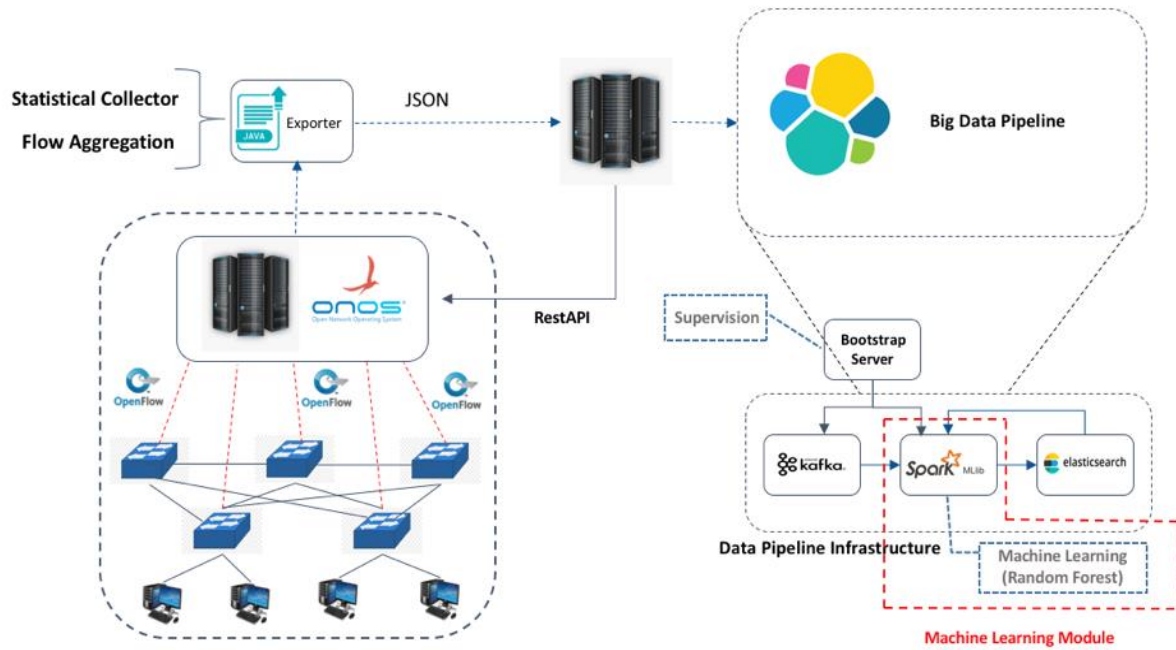 Statistical Collector
Flow Aggregation
JAVA
Exporter
JSON
Big Data Pipeline
onos
Open Network Operating System
RestAPI
Supervision
Bootstrap
Server
OpenFlow
OpenFlow
OpenFlow
kafka
Spark
MLlib
elasticsearch
Data Pipeline Infrastructure
Machine Learning
(Random Forest)
Machine Learning Module